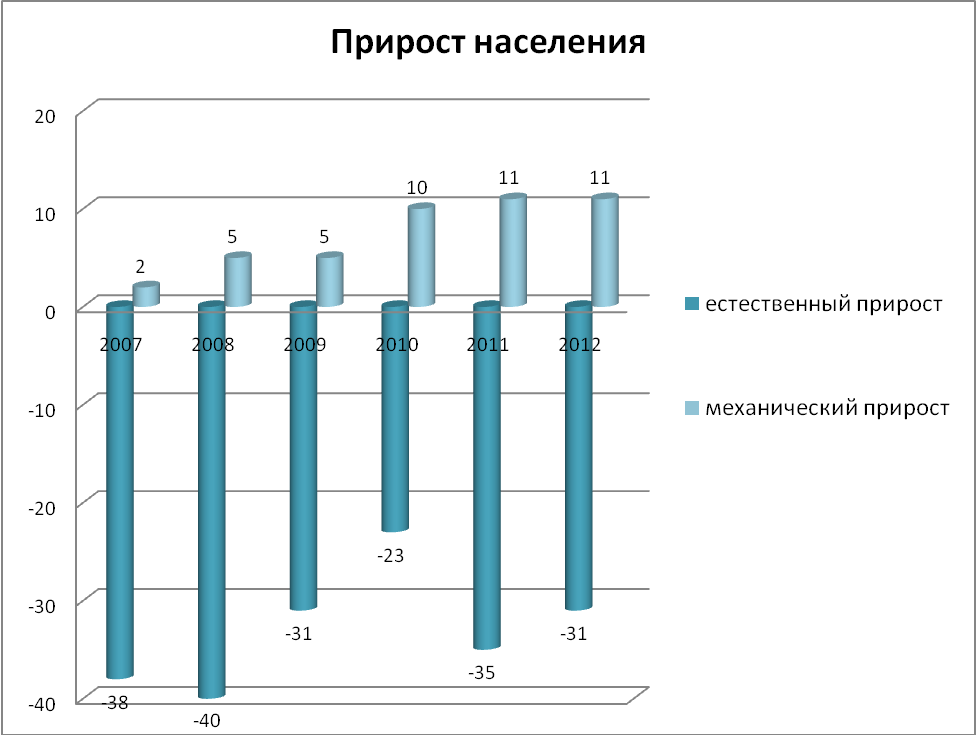 Прирост населения
20
10
0
-10
-20
-30
-40
2 5 5 10 11 11
2007 2008 2009 2010 2011 2012
-38 -40 -31 -23 -35 -31
естественный прирост
механический прирост